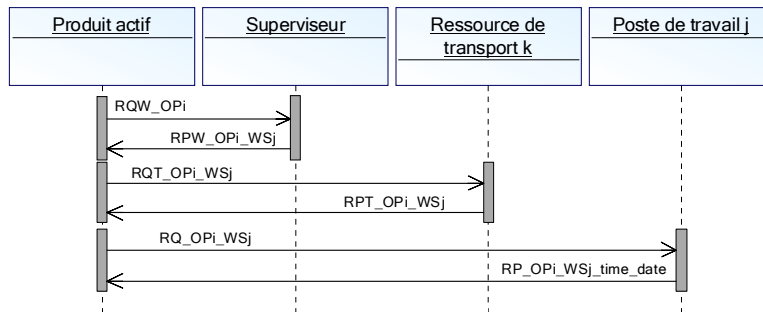 Produit actif
Superviseur
Ressource de
transport k
Poste de travail j
RQW_OPi
RPW_OPi_WSj
RQT_OPi_WSj
RPT_OPi_WSj
RQ_OPi_WSj
RP_OPi_WSj_time_date